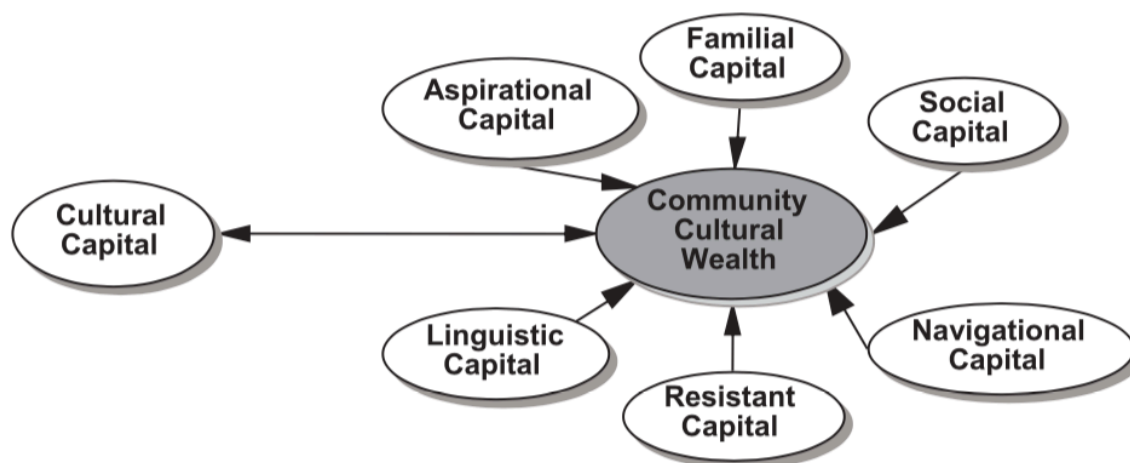 Familial
Capital
Aspirational
Capital
Social
Capital
Cultural
Capital
Community
Cultural
Wealth
Linguistic
Capital
Navigational
Capital
Resistant
Capital